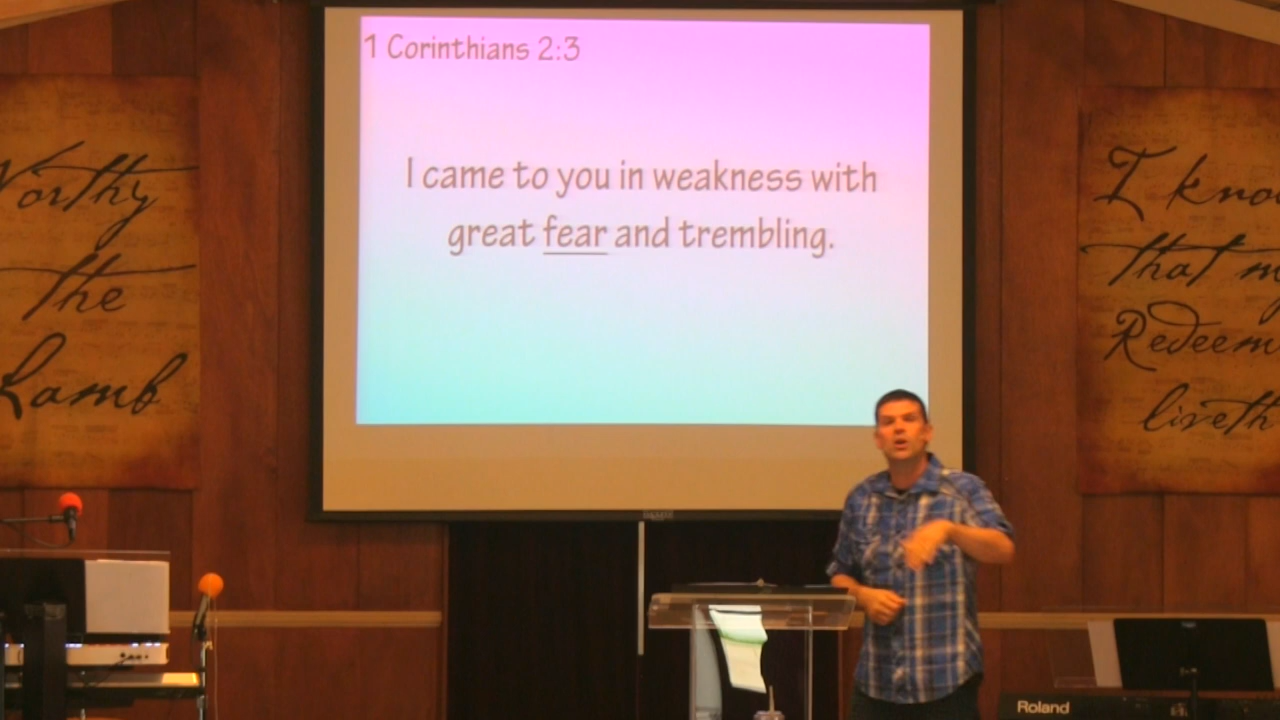 1 Corinthians 2:3
I came to you in weakness with
great fear and trembling.
Worthy
the
Lamb
I kno
that m
Redeem
liveth
Roland